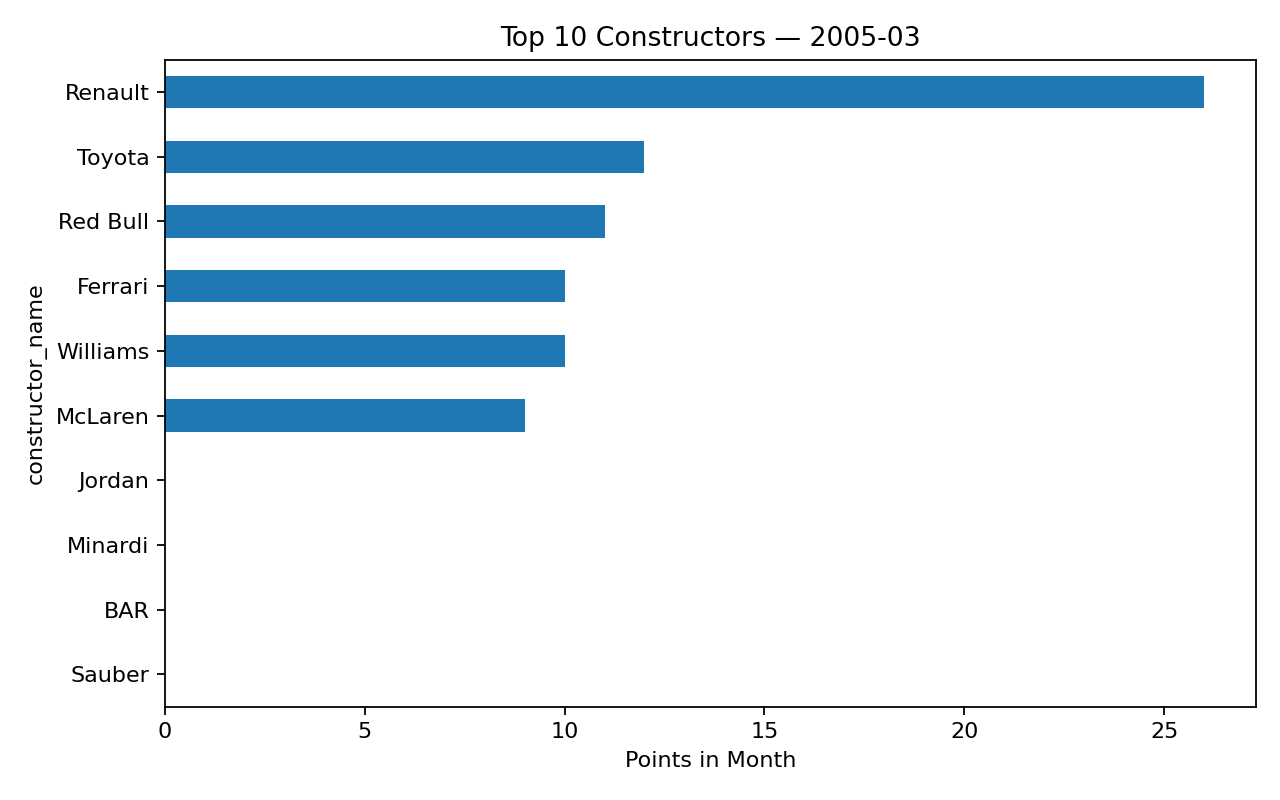 Top 10 Constructors — 2005-03
constructor_name
Renault
Toyota
Red Bull
Ferrari
Williams
McLaren
Jordan
Minardi
BAR
Sauber
0 5 10 15 20 25
Points in Month